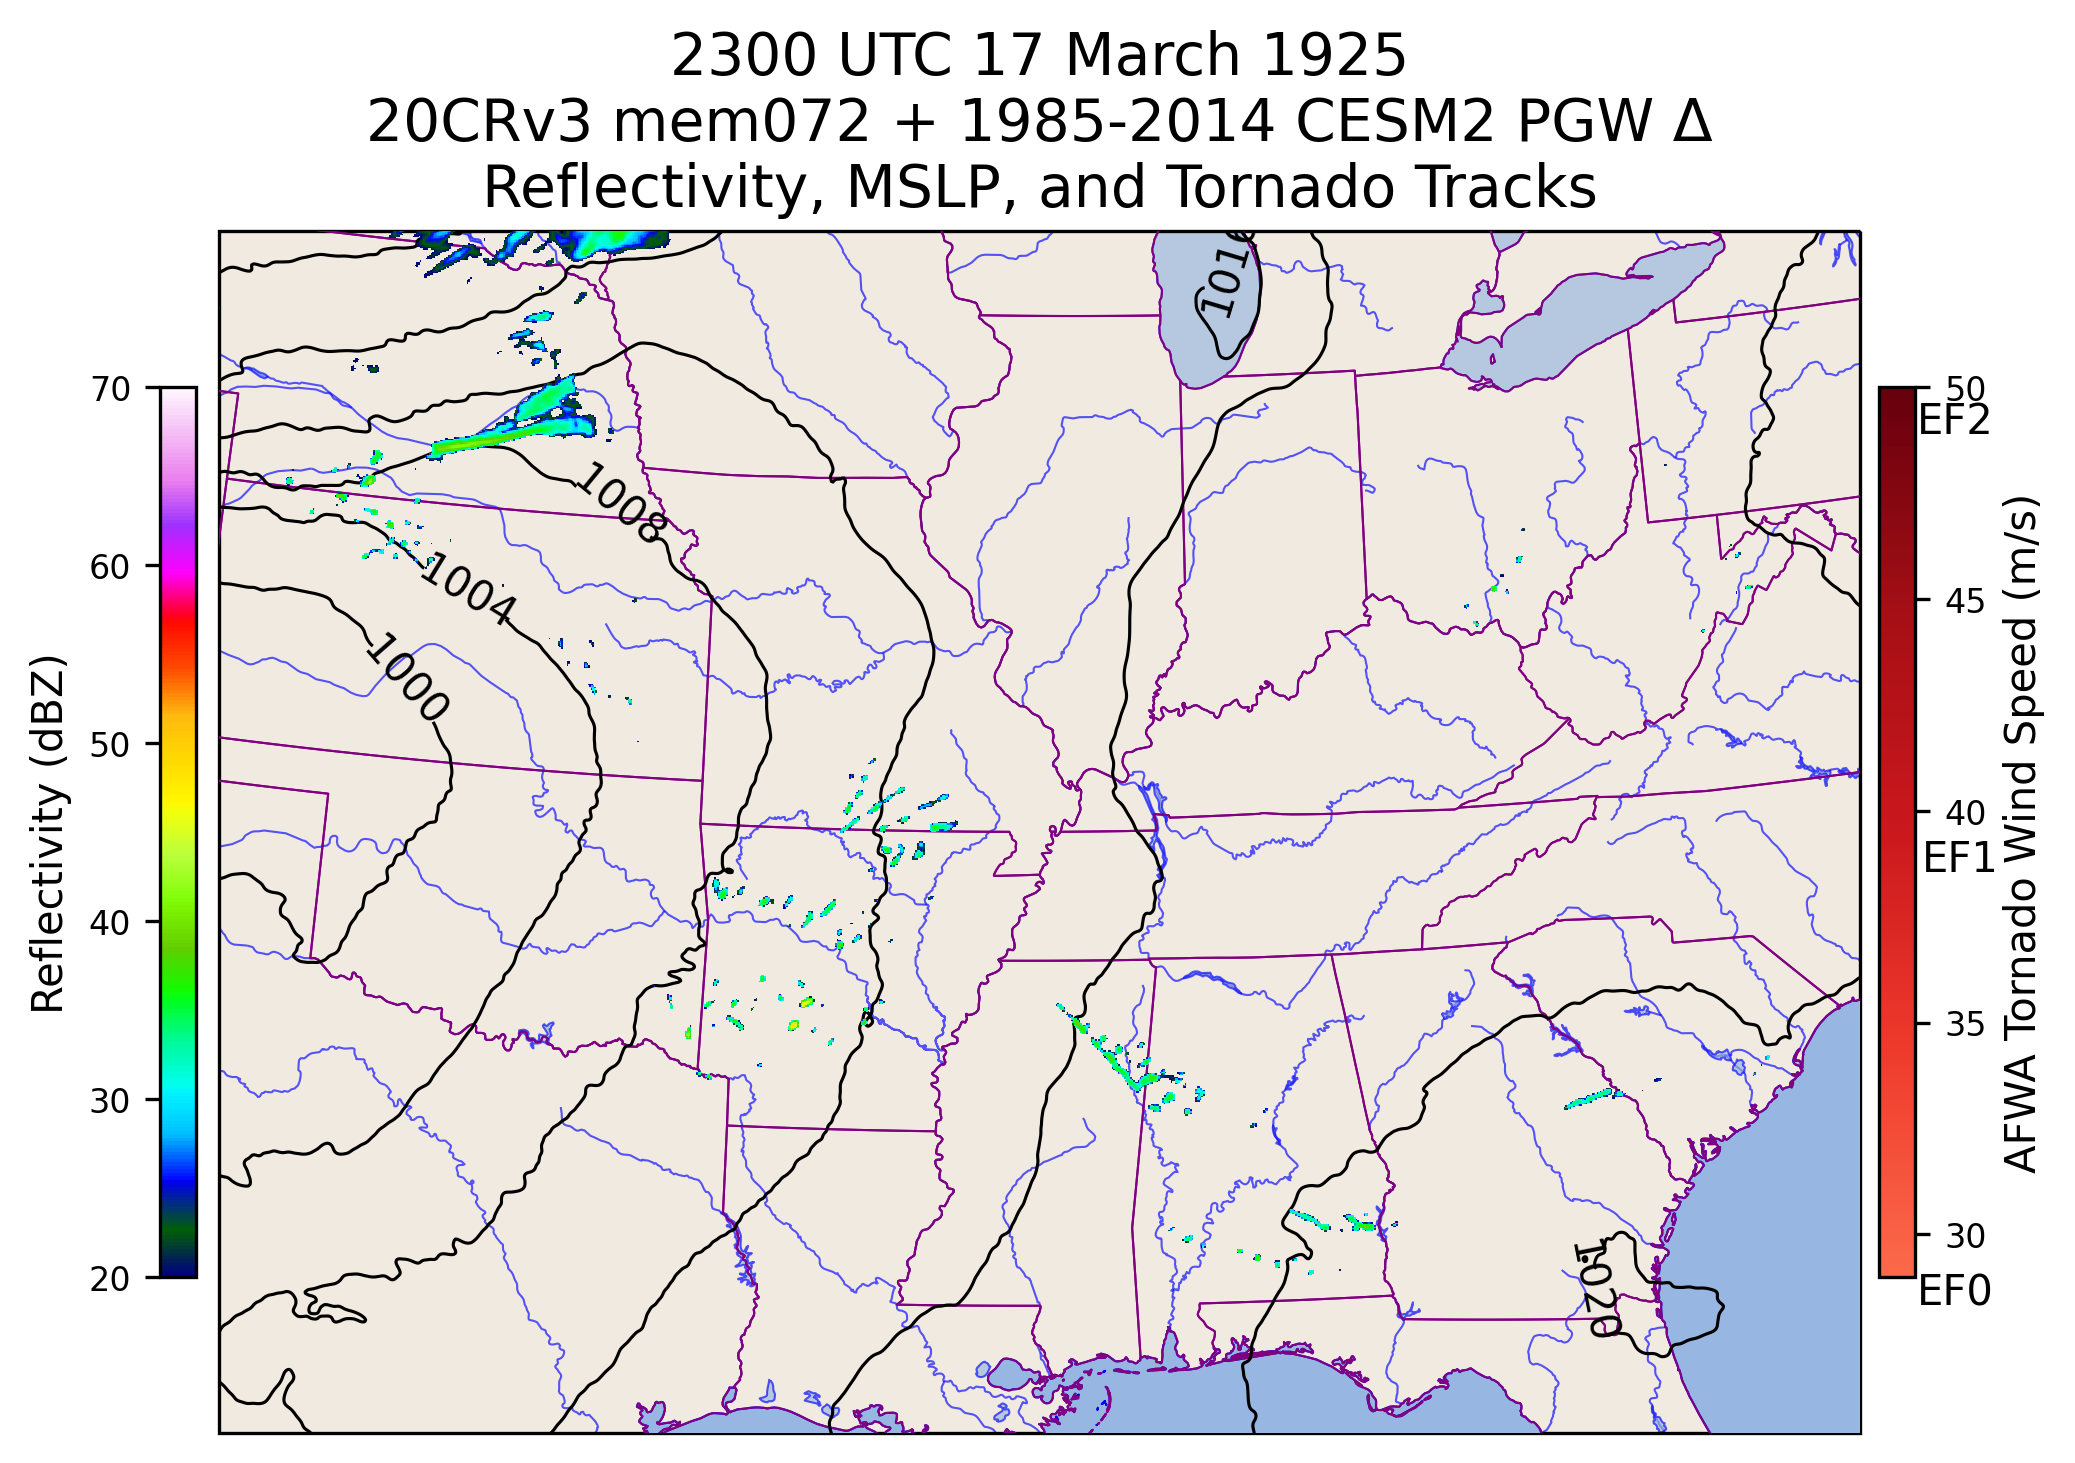 2300 UTC 17 March 1925
20CRv3 mem072 + 1985-2014 CESM2 PGW Δ
Reflectivity, MSLP, and Tornado Tracks
Reflectivity (dBZ)
70
60
50
40
30
20
1008
1004
1000
1020
50
EF2
45
40
EF1
35
30
EF0
AFWA Tornado Wind Speed (m/s)